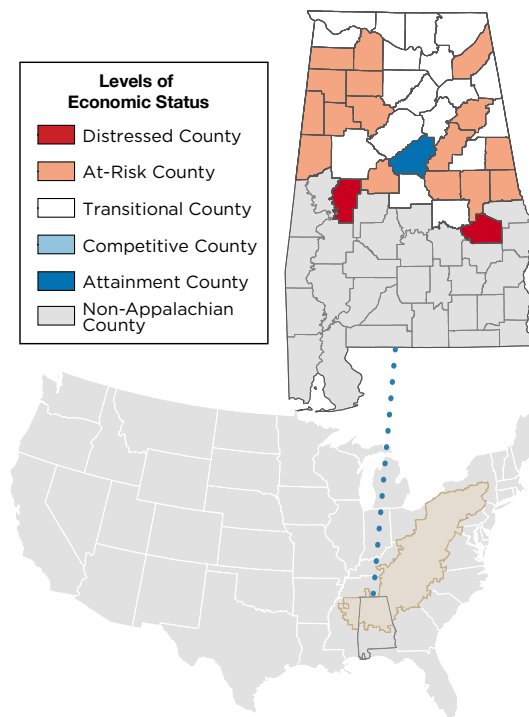 Levels of
Economic Status
Distressed County
At-Risk County
Transitional County
Competitive County
Attainment County
Non-Appalachian
County